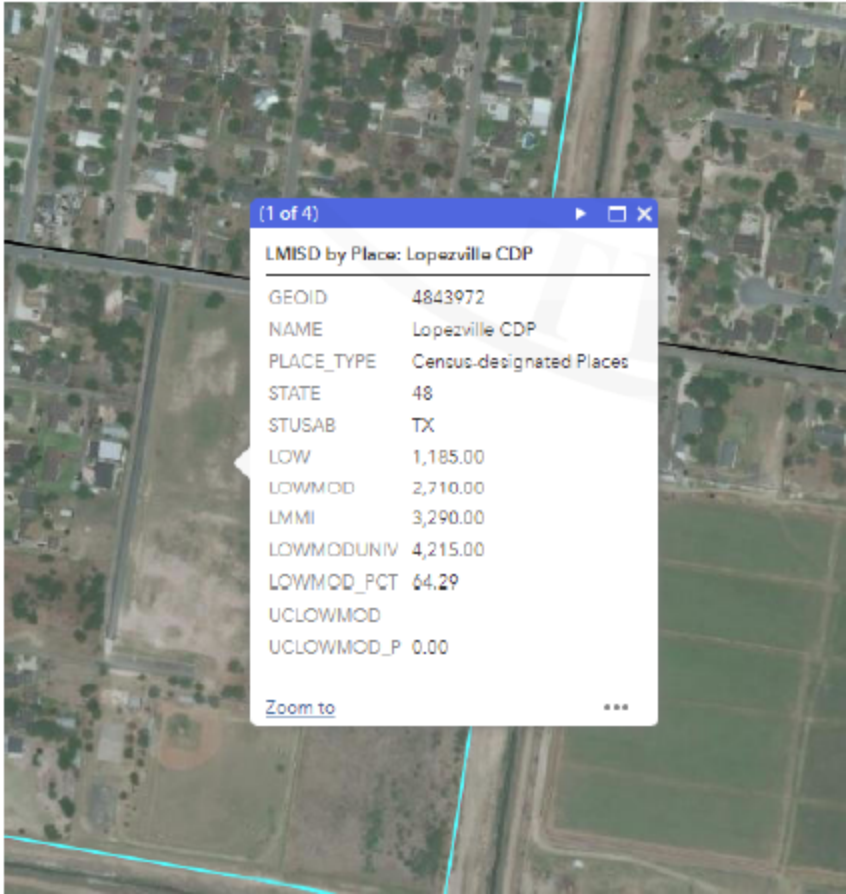 (1 of 4)
LMISD by Place: Lopezville CDP
GEOID 4843972
NAME Lopezville CDP
PLACE_TYPE Census-designated Places
STATE 48
STUSAB TX
LOW 1,185.00
LOWMOD 2,710.00
LMMI 3,290.00
LOWMODUNIV 4,215.00
LOWMOD_PCT 64.29
UCLOWMOD
UCLOWMOD_P 0.00
Zoom to